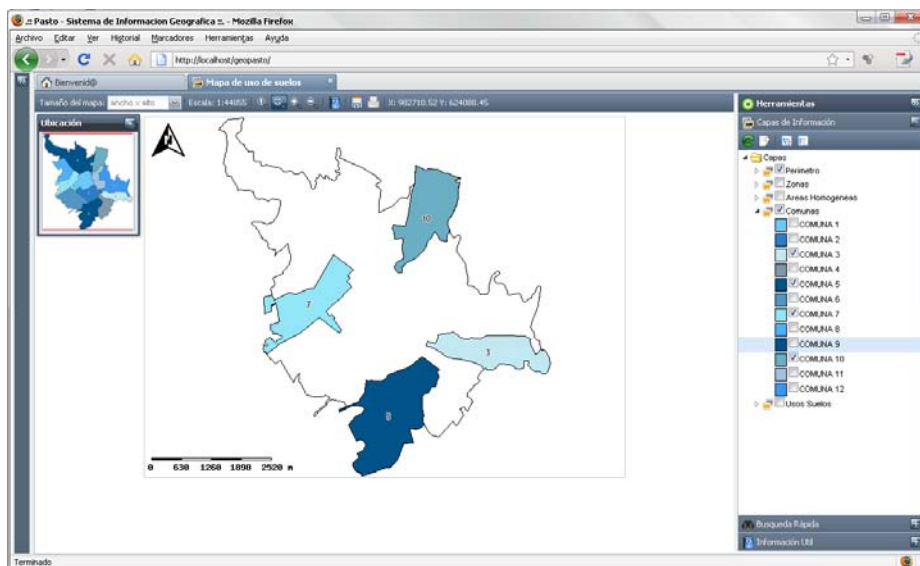 .:: Pasto - Sistema de Informacion Geografica ::. - Mozilla Firefox
Archivo Editar Ver Historial Marcadores Herramientas Ayuda
http://localhost/geopasto/
Bienvenid@
Mapa de uso de suelos
Tamaño del mapa: ancho x alto
Escala: 1:44055
X: 982710.52 Y: 624088.45
Ubicación
Herramientas
Capas de Información
Capas
Perimetro
Zonas
Areas Homogeneas
Comunas
COMUNA 1
COMUNA 2
COMUNA 3
COMUNA 4
COMUNA 5
COMUNA 6
COMUNA 7
COMUNA 8
COMUNA 9
COMUNA 10
COMUNA 11
COMUNA 12
Usos Suelos
10
7
3
5
0 630 1260 1890 2520 m
Busqueda Rápida
Información Util
Terminado